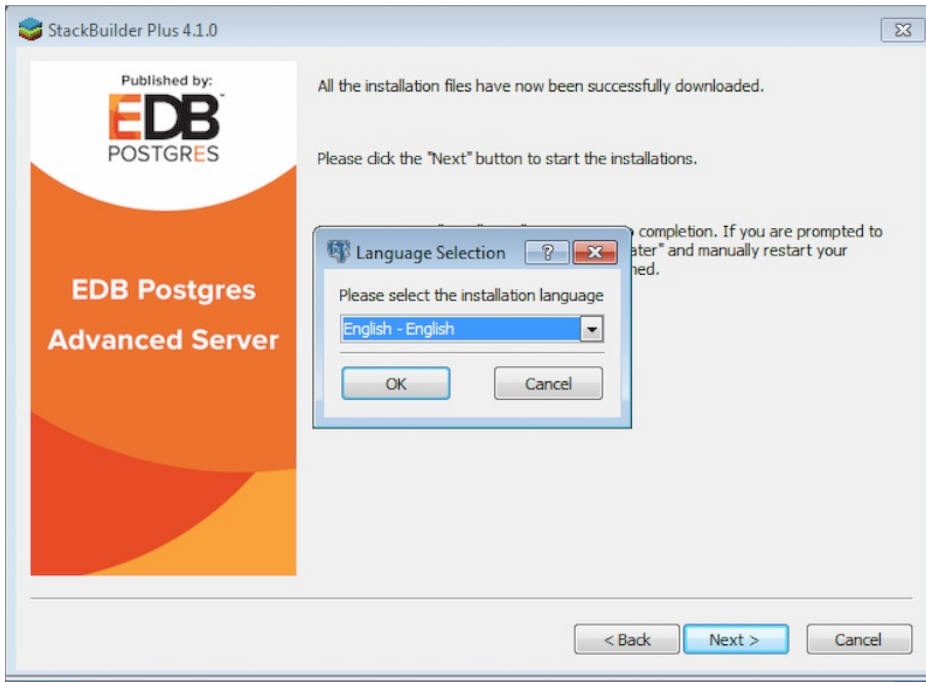 StackBuilder Plus 4.1.0
Published by:
EDB
POSTGRES
EDB Postgres
Advanced Server
All the installation files have now been successfully downloaded.
Please click the "Next" button to start the installations.
completion. If you are prompted to
ater" and manually restart your
ned.
Language Selection
?
Please select the installation language
English - English
OK
Cancel
< Back
Next >
Cancel